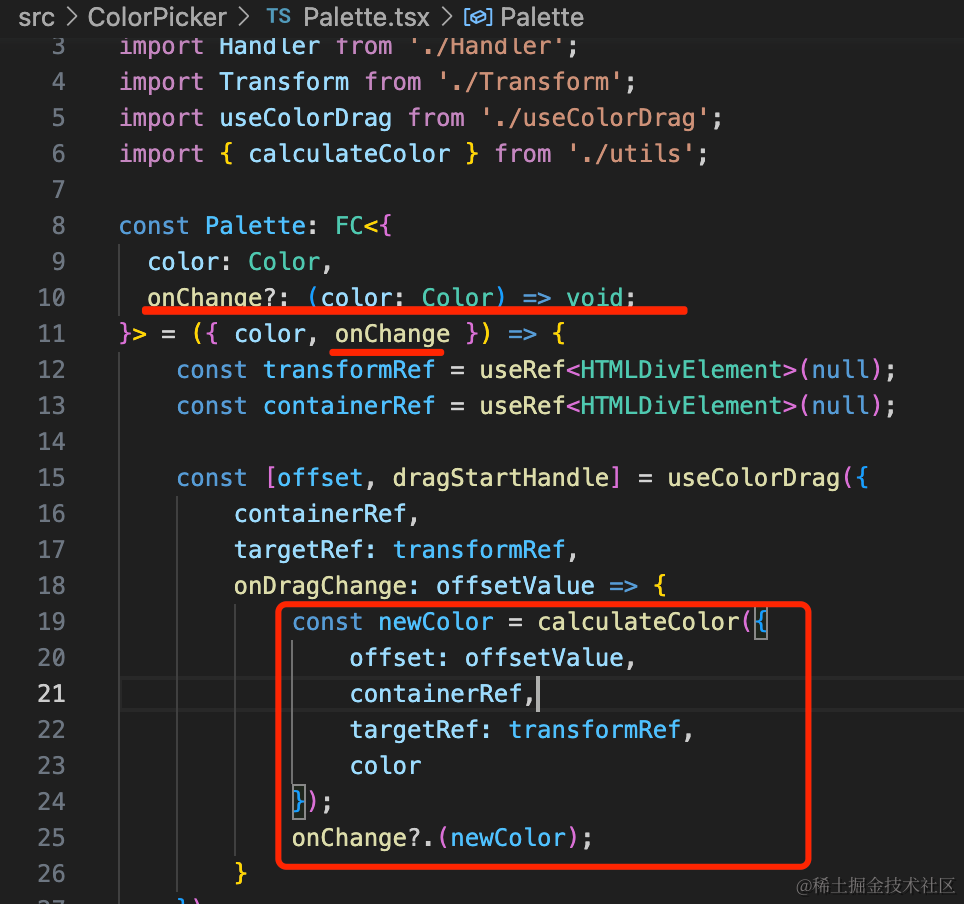 src > ColorPicker > TS Palette.tsx > Palette
3 import Handler from './Handler';
4 import Transform from './Transform';
5 import useColorDrag from './useColorDrag';
6 import { calculateColor } from './utils';
7
8 const Palette: FC<{
9 color: Color,
10 onChange?: (color: Color) => void;
11 }> = ({ color, onChange }) => {
12 const transformRef = useRef<HTMLDivElement>(null);
13 const containerRef = useRef<HTMLDivElement>(null);
14
15 const [offset, dragStartHandle] = useColorDrag({
16 containerRef,
17 targetRef: transformRef,
18 onDragChange: offsetValue => {
19 const newColor = calculateColor({
20 offset: offsetValue,
21 containerRef,
22 targetRef: transformRef,
23 color
24 });
25 onChange?.(newColor);
26 }
@稀土掘金技术社区